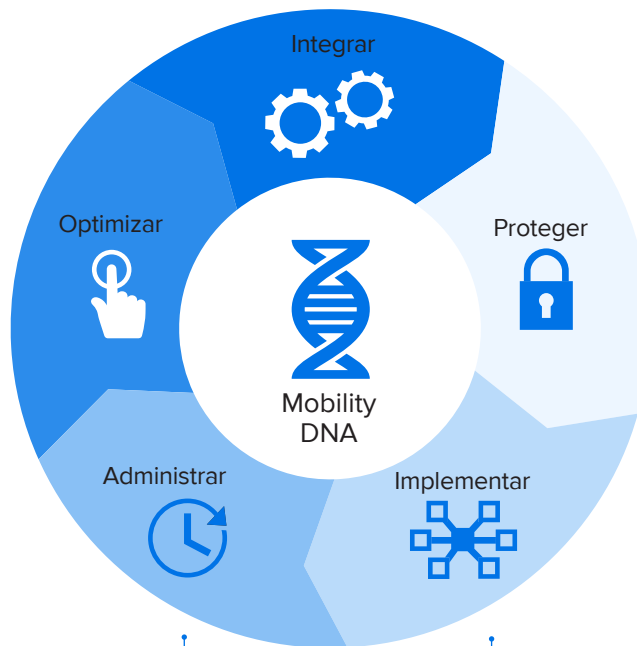 Integrar
Proteger
Optimizar
Mobility
DNA
Administrar
Implementar